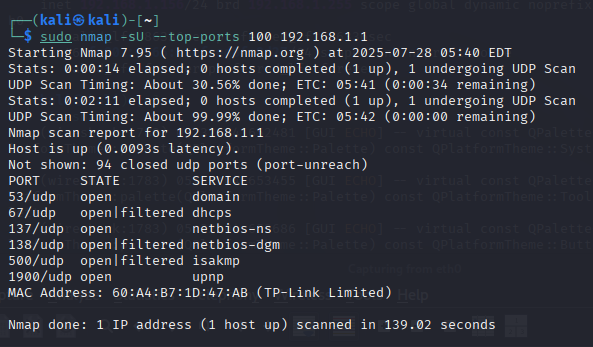 (kali㉿kali)-[~]
$ sudo nmap -sU --top-ports 100 192.168.1.1
Starting Nmap 7.95 ( https://nmap.org ) at 2025-07-28 05:40 EDT
Stats: 0:00:14 elapsed; 0 hosts completed (1 up), 1 undergoing UDP Scan
UDP Scan Timing: About 30.56% done; ETC: 05:41 (0:00:34 remaining)
Stats: 0:02:11 elapsed; 0 hosts completed (1 up), 1 undergoing UDP Scan
UDP Scan Timing: About 99.99% done; ETC: 05:42 (0:00:00 remaining)
Nmap scan report for 192.168.1.1
Host is up (0.0093s latency).
Not shown: 94 closed udp ports (port-unreach)
PORT STATE SERVICE
53/udp open domain
67/udp open|filtered dhcps
137/udp open netbios-ns
138/udp open|filtered netbios-dgm
500/udp open|filtered isakmp
1900/udp open upnp
MAC Address: 60:A4:B7:1D:47:AB (TP-Link Limited)
Nmap done: 1 IP address (1 host up) scanned in 139.02 seconds